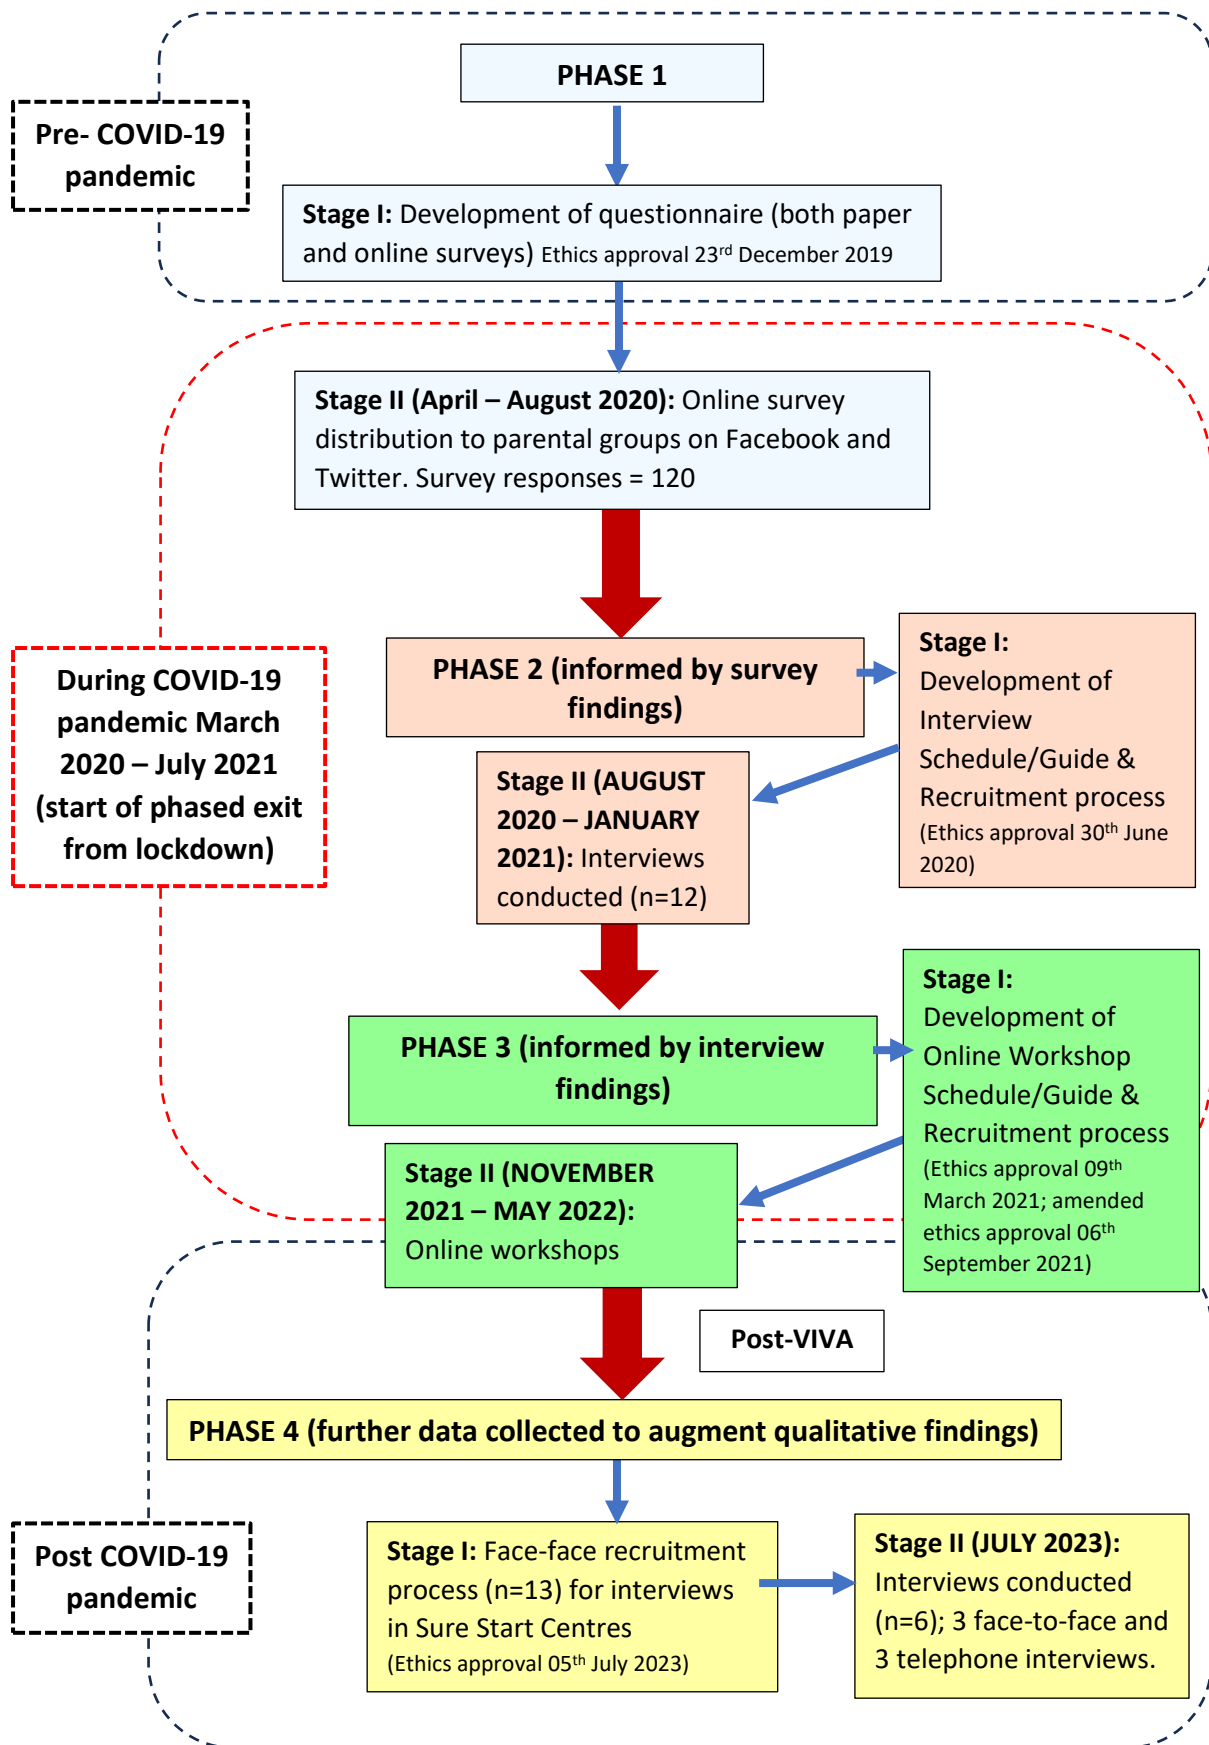 PHASE 1
Pre- COVID-19
pandemic
Stage I: Development of questionnaire (both paper
and online surveys) Ethics approval 23rd December 2019
Stage II (April – August 2020): Online survey
distribution to parental groups on Facebook and
Twitter. Survey responses = 120
During COVID-19
pandemic March
2020 – July 2021
(start of phased exit
from lockdown)
PHASE 2 (informed by survey
findings)
Stage I:
Development of
Interview
Schedule/Guide &
Recruitment process
(Ethics approval 30th June
2020)
Stage II (AUGUST
2020 – JANUARY
2021): Interviews
conducted (n=12)
PHASE 3 (informed by interview
findings)
Stage I:
Development of
Online Workshop
Schedule/Guide &
Recruitment process
(Ethics approval 09th
March 2021; amended
ethics approval 06th
September 2021)
Stage II (NOVEMBER
2021 – MAY 2022):
Online workshops
Post-VIVA
PHASE 4 (further data collected to augment qualitative findings)
Post COVID-19
pandemic
Stage I: Face-face recruitment
process (n=13) for interviews
in Sure Start Centres
(Ethics approval 05th July 2023)
Stage II (JULY 2023):
Interviews conducted
(n=6); 3 face-to-face and
3 telephone interviews.